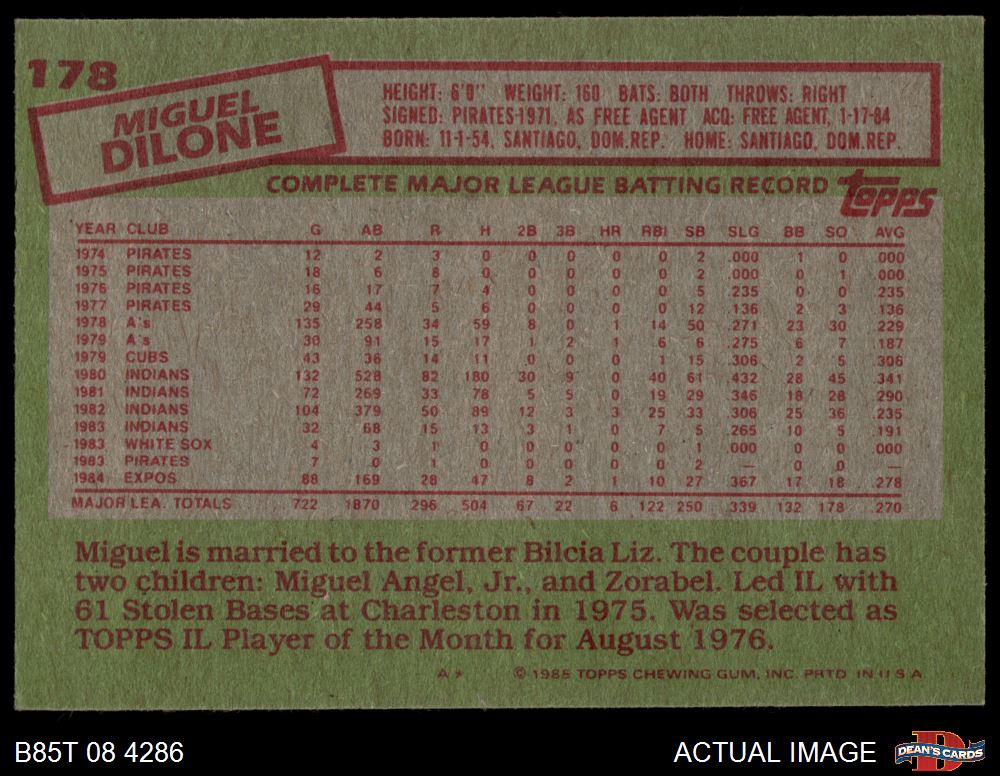 178
MIGUEL
DILONE
HEIGHT: 6'0" WEIGHT: 160 BATS: BOTH THROWS: RIGHT
SIGNED: PIRATES-1971, AS FREE AGENT ACQ: FREE AGENT, 1-17-84
BORN: 11-1-54, SANTIAGO, DOM.REP. HOME: SANTIAGO, DOM.REP.
COMPLETE MAJOR LEAGUE BATTING RECORD topps
YEAR CLUB G AB R H 2B 3B HR RBI SB SLG BB SO AVG
1974 PIRATES 12 2 3 0 0 0 0 0 2 .000 1 0 .000
1975 PIRATES 18 6 8 0 0 0 0 0 2 .000 0 1 .000
1976 PIRATES 16 17 7 4 0 0 0 0 5 .235 0 0 .235
1977 PIRATES 29 44 5 6 0 0 0 0 12 .136 2 3 .136
1978 A's 135 258 34 59 8 0 1 14 50 .271 23 30 .229
1979 A's 30 91 15 17 1 2 1 6 6 .275 6 7 .187
1979 CUBS 43 36 14 11 0 0 0 1 15 .306 2 5 .306
1980 INDIANS 132 528 82 180 30 9 0 40 61 .432 28 45 .341
1981 INDIANS 72 269 33 78 5 5 0 19 29 .346 18 28 .290
1982 INDIANS 104 379 50 89 12 3 3 25 33 .306 25 36 .235
1983 INDIANS 32 68 15 13 3 1 0 7 5 .265 10 5 .191
1983 WHITE SOX 4 3 1 0 0 0 0 0 1 .000 0 0 .000
1983 PIRATES 7 0 1 0 0 0 0 0 2 — 0 0 —
1984 EXPOS 88 169 28 47 8 2 1 10 27 .367 17 18 .278
MAJOR LEA. TOTALS 722 1870 296 504 67 22 6 122 250 .339 132 178 .270
Miguel is married to the former Bilcia Liz. The couple has
two children: Miguel Angel, Jr., and Zorabel. Led IL with
61 Stolen Bases at Charleston in 1975. Was selected as
TOPPS IL Player of the Month for August 1976.
A* © 1985 TOPPS CHEWING GUM, INC. PRTD IN U S A
B85T 08 4286 ACTUAL IMAGE DEAN'S CARDS